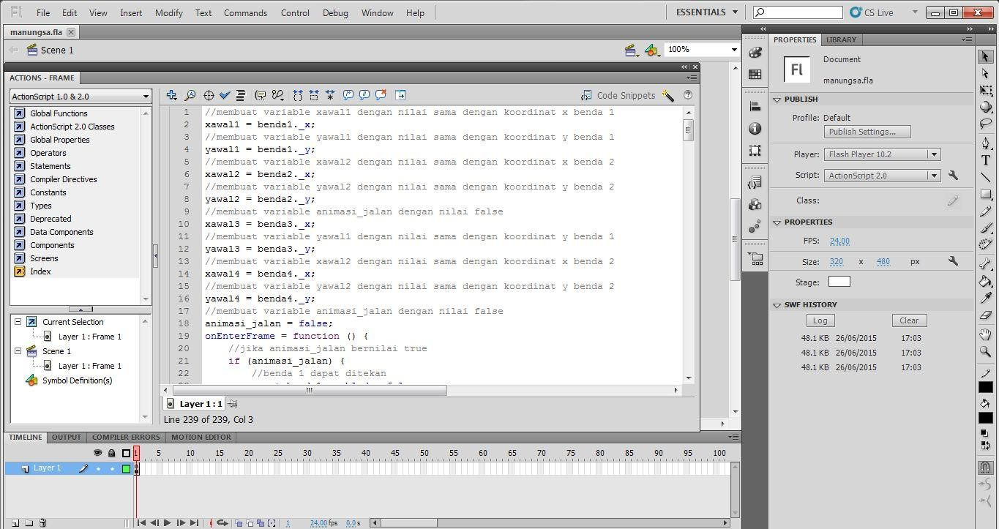 Fl File Edit View Insert Modify Text Commands Control Debug Window Help ESSENTIALS CS Live
manungsa.fla
Scene 1 100%
ACTIONS - FRAME
ActionScript 1.0 & 2.0
Global Functions
ActionScript 2.0 Classes
Global Properties
Operators
Statements
Compiler Directives
Constants
Types
Deprecated
Data Components
Components
Screens
Index
Current Selection
Layer 1 : Frame 1
Scene 1
Layer 1 : Frame 1
Symbol Definition(s)
Code Snippets
1 //membuat variable xawal1 dengan nilai sama dengan koordinat x benda 1
2 xawal1 = benda1._x;
3 //membuat variable yawal1 dengan nilai sama dengan koordinat y benda 1
4 yawal1 = benda1._y;
5 //membuat variable xawal2 dengan nilai sama dengan koordinat x benda 2
6 xawal2 = benda2._x;
7 //membuat variable yawal2 dengan nilai sama dengan koordinat y benda 2
8 yawal2 = benda2._y;
9 //membuat variable animasi_jalan dengan nilai false
10 xawal3 = benda3._x;
11 //membuat variable yawal1 dengan nilai sama dengan koordinat y benda 1
12 yawal3 = benda3._y;
13 //membuat variable xawal2 dengan nilai sama dengan koordinat x benda 2
14 xawal4 = benda4._x;
15 //membuat variable yawal2 dengan nilai sama dengan koordinat y benda 2
16 yawal4 = benda4._y;
17 //membuat variable animasi_jalan dengan nilai false
18 animasi_jalan = false;
19 onEnterFrame = function () {
20 //jika animasi_jalan bernilai true
21 if (animasi_jalan) {
22 //benda 1 dapat ditekan
Layer 1 : 1
Line 239 of 239, Col 3
TIMELINE OUTPUT COMPILER ERRORS MOTION EDITOR
1 5 10 15 20 25 30 35 40 45 50 55 60 65 70 75 80 85 90 95 100
Layer 1
1 24.00 fps 0.0 s
PROPERTIES LIBRARY
Fl
Document
manungsa.fla
PUBLISH
Profile: Default
Publish Settings...
Player: Flash Player 10.2
Script: ActionScript 2.0
Class:
PROPERTIES
FPS: 24,00
Size: 320 x 480 px
Stage:
SWF HISTORY
Log Clear
48.1 KB 26/06/2015 17:03
48.1 KB 26/06/2015 17:03
48.1 KB 26/06/2015 17:03
T